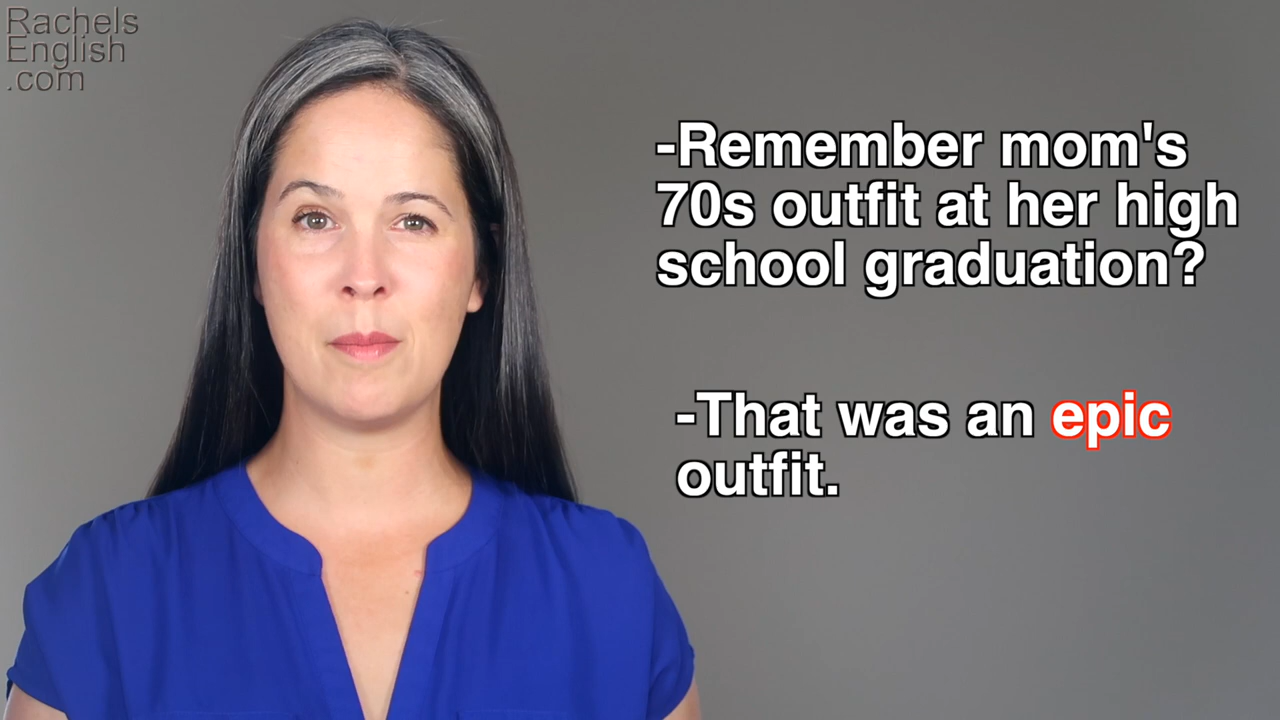 Rachels
English
.com
-Remember mom's
70s outfit at her high
school graduation?
-That was an epic
outfit.